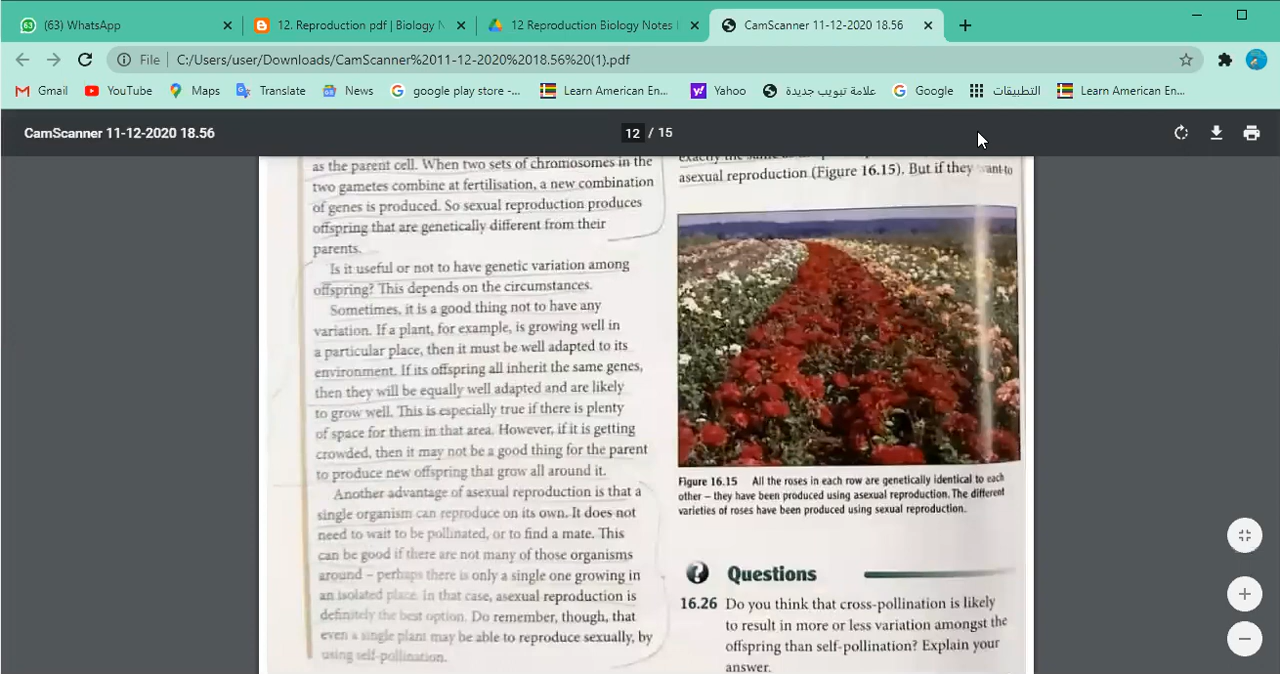 (63) WhatsApp
12. Reproduction pdf | Biology N
12 Reproduction Biology Notes
CamScanner 11-12-2020 18.56
File
C:/Users/user/Downloads/CamScanner%2011-12-2020%2018.56%20(1).pdf
Gmail
YouTube
Maps
Translate
News
google play store -...
Learn American En...
Yahoo
علامة تبويب جديدة
Google
التطبيقات
Learn American En...
CamScanner 11-12-2020 18.56
12 / 15
as the parent cell. When two sets of chromosomes in the
two gametes combine at fertilisation, a new combination
of genes is produced. So sexual reproduction produces
offspring that are genetically different from their
parents.
Is it useful or not to have genetic variation among
offspring? This depends on the circumstances.
Sometimes, it is a good thing not to have any
variation. If a plant, for example, is growing well in
a particular place, then it must be well adapted to its
environment. If its offspring all inherit the same genes,
then they will be equally well adapted and are likely
to grow well. This is especially true if there is plenty
of space for them in that area. However, if it is getting
crowded, then it may not be a good thing for the parent
to produce new offspring that grow all around it.
Another advantage of asexual reproduction is that a
single organism can reproduce on its own. It does not
need to wait to be pollinated, or to find a mate. This
can be good if there are not many of those organisms
around – perhaps there is only a single one growing in
an isolated place. In that case, asexual reproduction is
definitely the best option. Do remember, though, that
even a single plant may be able to reproduce sexually, by
using self-pollination.
exactly the same
asexual reproduction (Figure 16.15). But if they want to
Figure 16.15 All the roses in each row are genetically identical to each
other – they have been produced using asexual reproduction. The different
varieties of roses have been produced using sexual reproduction.
Questions
16.26 Do you think that cross-pollination is likely
to result in more or less variation amongst the
offspring than self-pollination? Explain your
answer.